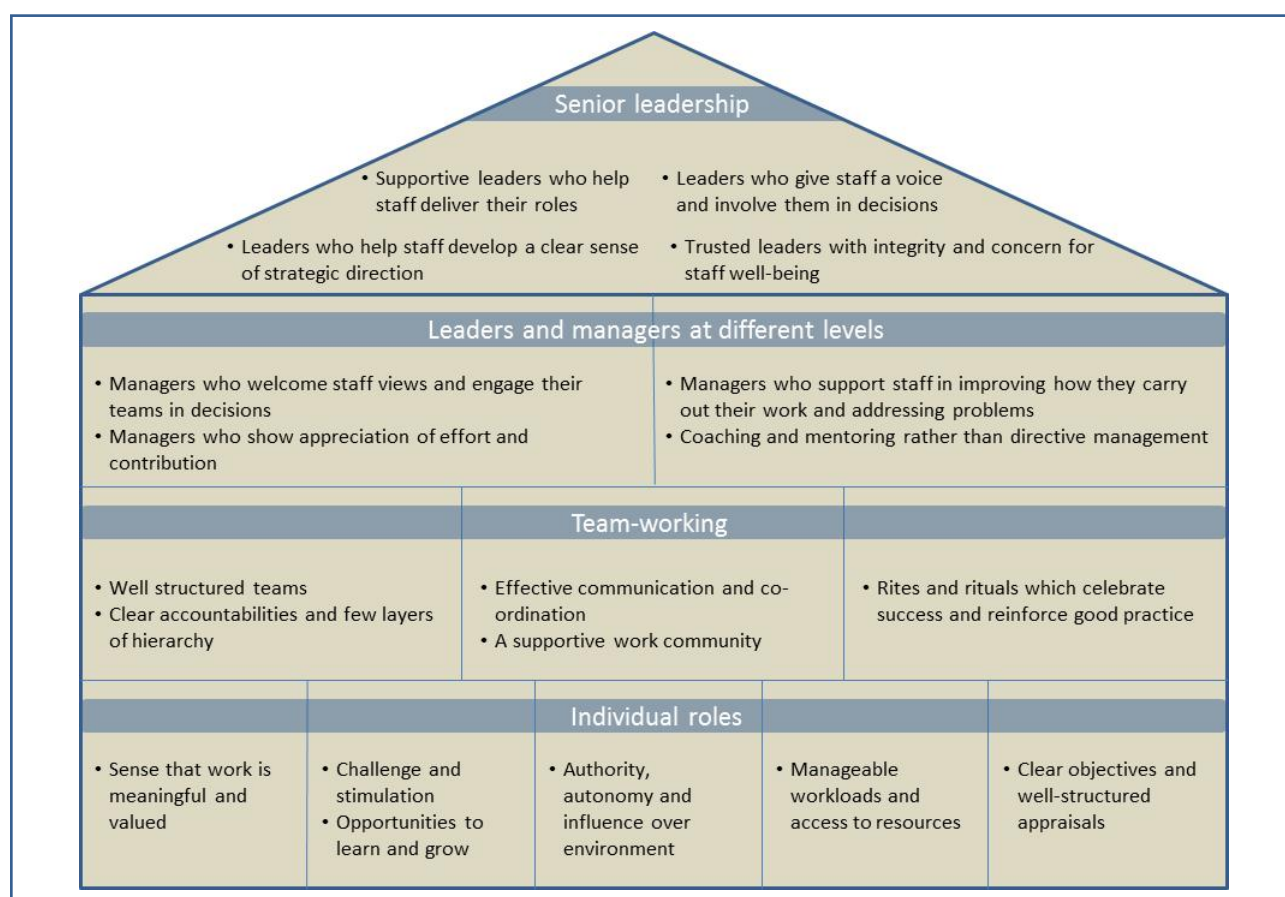 Senior leadership
• Supportive leaders who help
staff deliver their roles
• Leaders who give staff a voice
and involve them in decisions
• Leaders who help staff develop a clear sense
of strategic direction
• Trusted leaders with integrity and concern for
staff well-being
Leaders and managers at different levels
• Managers who welcome staff views and engage their
teams in decisions
• Managers who show appreciation of effort and
contribution
• Managers who support staff in improving how they carry
out their work and addressing problems
• Coaching and mentoring rather than directive management
Team-working
• Well structured teams
• Clear accountabilities and few layers
of hierarchy
• Effective communication and co-
ordination
• A supportive work community
• Rites and rituals which celebrate
success and reinforce good practice
Individual roles
• Sense that work is
meaningful and
valued
• Challenge and
stimulation
• Opportunities to
learn and grow
• Authority,
autonomy and
influence over
environment
• Manageable
workloads and
access to resources
• Clear objectives and
well-structured
appraisals